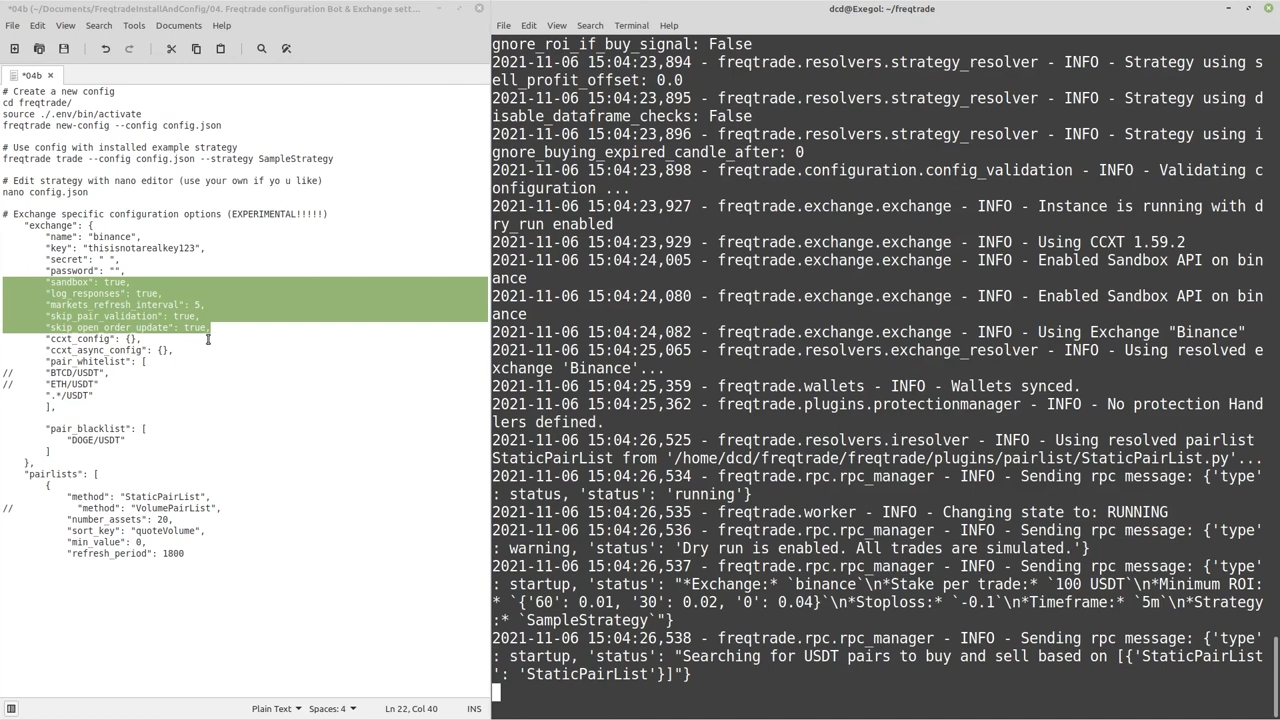 *04b (~/Documents/FreqtradeInstallAndConfig/04. Freqtrade configuration Bot & Exchange sett...
File Edit View Search Tools Documents Help
*04b
# Create a new config
cd freqtrade/
source ./.env/bin/activate
freqtrade new-config --config config.json
# Use config with installed example strategy
freqtrade trade --config config.json --strategy SampleStrategy
# Edit strategy with nano editor (use your own if yo u like)
nano config.json
# Exchange specific configuration options (EXPERIMENTAL!!!!!)
"exchange": {
"name": "binance",
"key": "thisisnotarealkey123",
"secret": " ",
"password": "",
"sandbox": true,
"log_responses": true,
"markets_refresh_interval": 5,
"skip_pair_validation": true,
"skip_open_order_update": true,
"ccxt_config": {},
"ccxt_async_config": {},
"pair_whitelist": [
// "BTCD/USDT",
// "ETH/USDT"
".*/USDT"
],
"pair_blacklist": [
"DOGE/USDT"
]
},
"pairlists": [
{
"method": "StaticPairList",
// "method": "VolumePairList",
"number_assets": 20,
"sort_key": "quoteVolume",
"min_value": 0,
"refresh_period": 1800
Plain Text Spaces: 4 Ln 22, Col 40 INS
dcd@Exegol: ~/freqtrade
File Edit View Search Terminal Help
gnore_roi_if_buy_signal: False
2021-11-06 15:04:23,894 - freqtrade.resolvers.strategy_resolver - INFO - Strategy using s
ell_profit_offset: 0.0
2021-11-06 15:04:23,895 - freqtrade.resolvers.strategy_resolver - INFO - Strategy using d
isable_dataframe_checks: False
2021-11-06 15:04:23,896 - freqtrade.resolvers.strategy_resolver - INFO - Strategy using i
gnore_buying_expired_candle_after: 0
2021-11-06 15:04:23,898 - freqtrade.configuration.config_validation - INFO - Validating c
onfiguration ...
2021-11-06 15:04:23,927 - freqtrade.exchange.exchange - INFO - Instance is running with d
ry_run enabled
2021-11-06 15:04:23,929 - freqtrade.exchange.exchange - INFO - Using CCXT 1.59.2
2021-11-06 15:04:24,005 - freqtrade.exchange.exchange - INFO - Enabled Sandbox API on bin
ance
2021-11-06 15:04:24,080 - freqtrade.exchange.exchange - INFO - Enabled Sandbox API on bin
ance
2021-11-06 15:04:24,082 - freqtrade.exchange.exchange - INFO - Using Exchange "Binance"
2021-11-06 15:04:25,065 - freqtrade.resolvers.exchange_resolver - INFO - Using resolved e
xchange 'Binance'...
2021-11-06 15:04:25,359 - freqtrade.wallets - INFO - Wallets synced.
2021-11-06 15:04:25,362 - freqtrade.plugins.protectionmanager - INFO - No protection Hand
lers defined.
2021-11-06 15:04:26,525 - freqtrade.resolvers.iresolver - INFO - Using resolved pairlist
StaticPairList from '/home/dcd/freqtrade/freqtrade/plugins/pairlist/StaticPairList.py'...
2021-11-06 15:04:26,534 - freqtrade.rpc.rpc_manager - INFO - Sending rpc message: {'type'
: status, 'status': 'running'}
2021-11-06 15:04:26,535 - freqtrade.worker - INFO - Changing state to: RUNNING
2021-11-06 15:04:26,536 - freqtrade.rpc.rpc_manager - INFO - Sending rpc message: {'type'
: warning, 'status': 'Dry run is enabled. All trades are simulated.'}
2021-11-06 15:04:26,537 - freqtrade.rpc.rpc_manager - INFO - Sending rpc message: {'type'
: startup, 'status': "*Exchange:* `binance`\n*Stake per trade:* `100 USDT`\n*Minimum ROI:
* `{'60': 0.01, '30': 0.02, '0': 0.04}`\n*Stoploss:* `-0.1`\n*Timeframe:* `5m`\n*Strategy
:* `SampleStrategy`"}
2021-11-06 15:04:26,538 - freqtrade.rpc.rpc_manager - INFO - Sending rpc message: {'type'
: startup, 'status': "Searching for USDT pairs to buy and sell based on [{'StaticPairList
': 'StaticPairList'}]"}